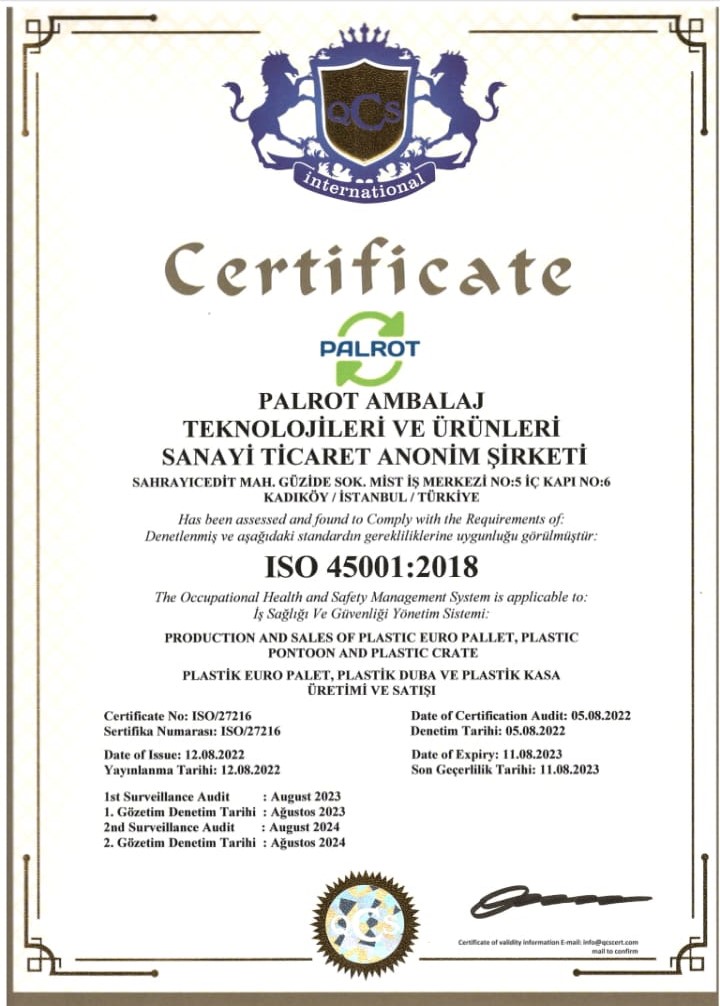 QCS
international
Certificate
PALROT
PALROT AMBALAJ
TEKNOLOJİLERİ VE ÜRÜNLERİ
SANAYİ TİCARET ANONİM ŞİRKETİ
SAHRAYICEDİT MAH. GÜZİDE SOK. MİST İŞ MERKEZİ NO:5 İÇ KAPI NO:6
KADIKÖY / İSTANBUL / TÜRKİYE
Has been assessed and found to Comply with the Requirements of:
Denetlenmiş ve aşağıdaki standardın gerekliliklerine uygunluğu görülmüştür:
ISO 45001:2018
The Occupational Health and Safety Management System is applicable to:
İş Sağlığı Ve Güvenliği Yönetim Sistemi:
PRODUCTION AND SALES OF PLASTIC EURO PALLET, PLASTIC
PONTOON AND PLASTIC CRATE
PLASTİK EURO PALET, PLASTİK DUBA VE PLASTİK KASA
ÜRETİMİ VE SATIŞI
Certificate No: ISO/27216
Sertifika Numarası: ISO/27216
Date of Certification Audit: 05.08.2022
Denetim Tarihi: 05.08.2022
Date of Issue: 12.08.2022
Yayınlanma Tarihi: 12.08.2022
Date of Expiry: 11.08.2023
Son Geçerlilik Tarihi: 11.08.2023
1st Surveillance Audit : August 2023
1. Gözetim Denetim Tarihi : Ağustos 2023
2nd Surveillance Audit : August 2024
2. Gözetim Denetim Tarihi : Ağustos 2024
QCS
Certificate of validity information E-mail: info@qcscert.com
mail to confirm